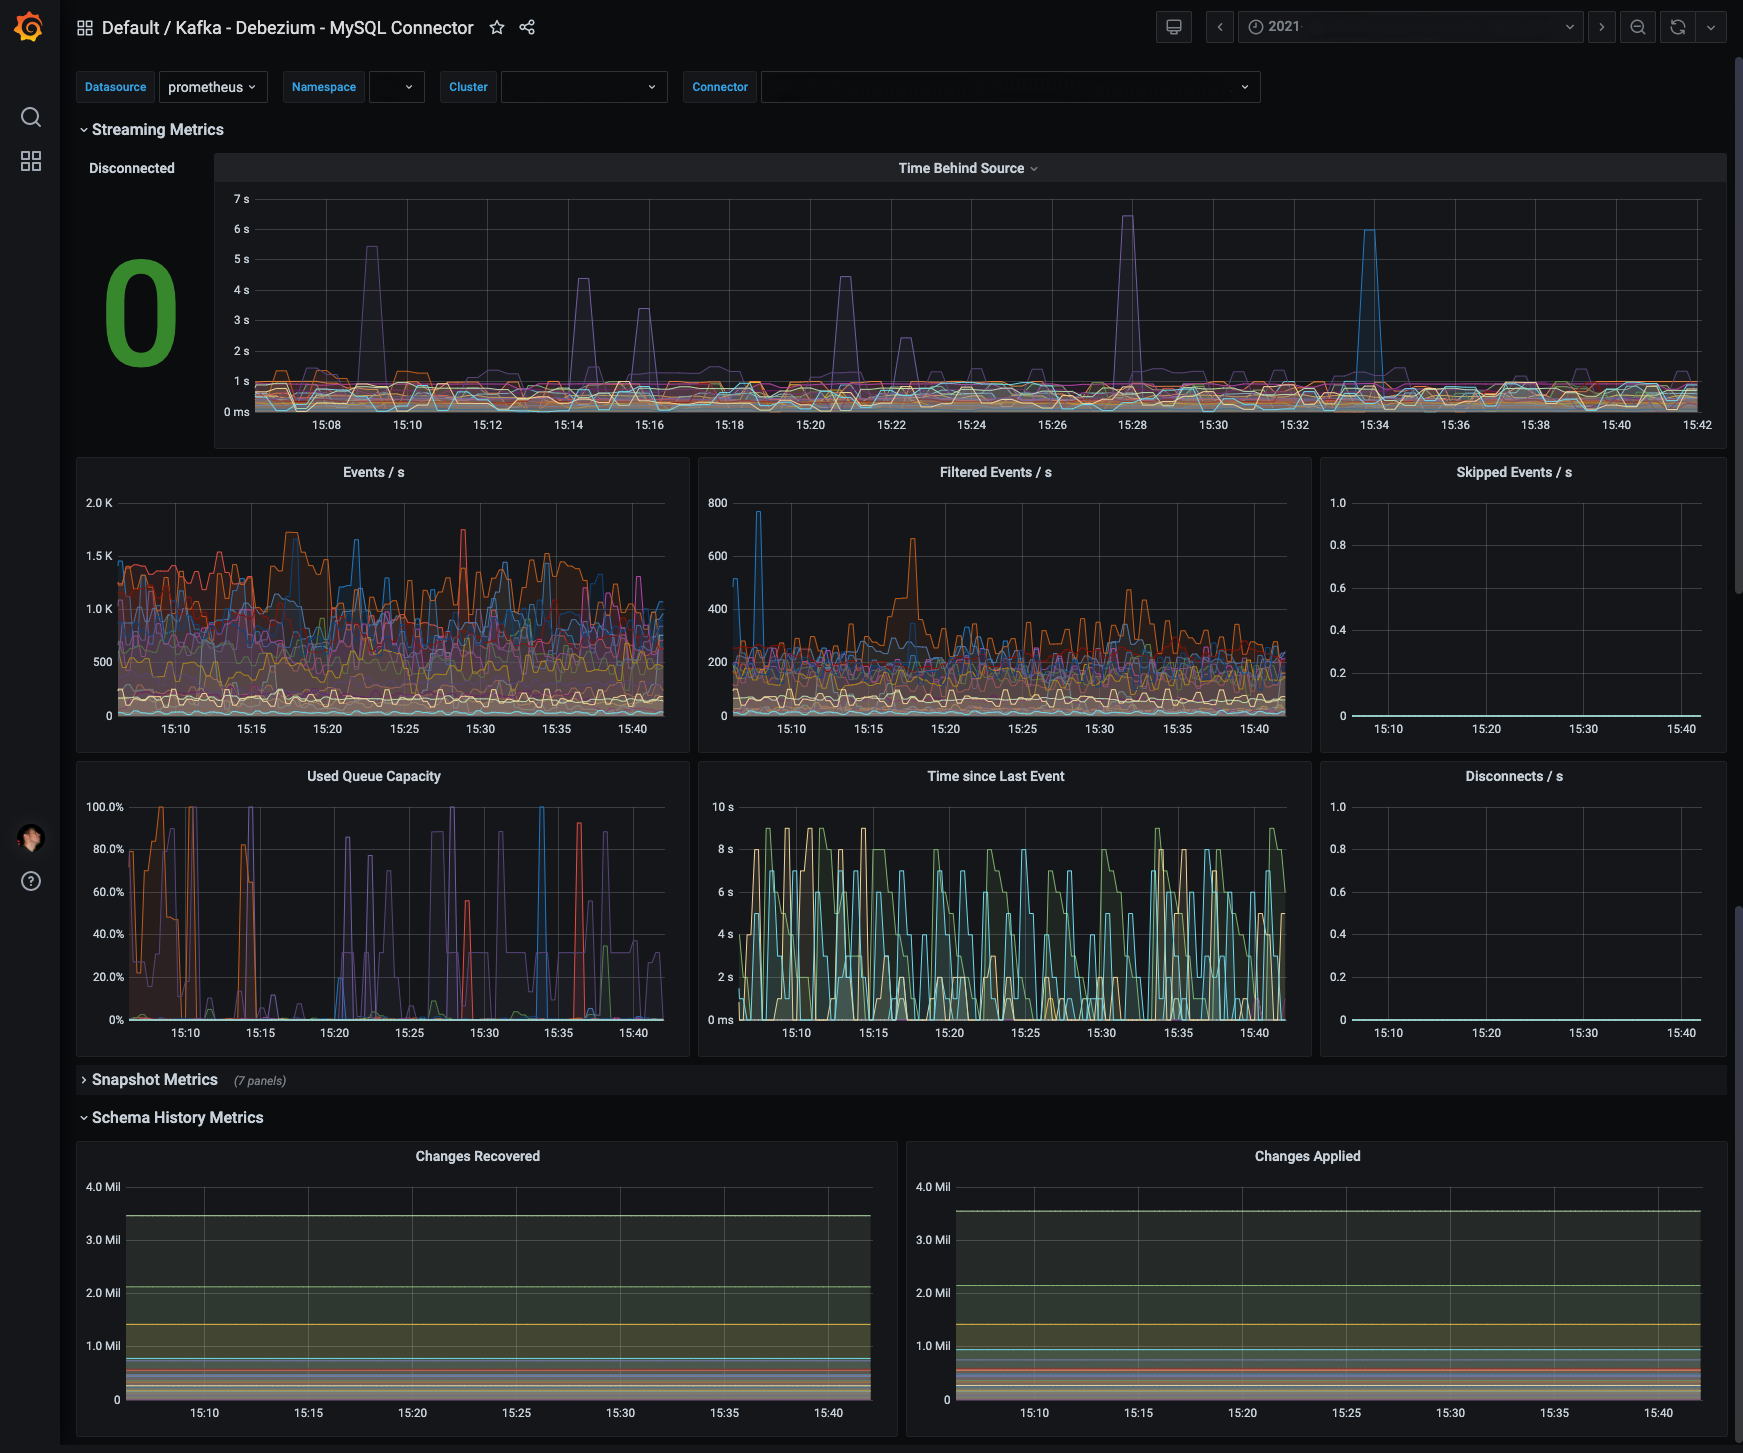 Default / Kafka - Debezium - MySQL Connector
2021
Datasource prometheus Namespace Cluster Connector
Streaming Metrics
Disconnected
0
Time Behind Source
7 s
6 s
5 s
4 s
3 s
2 s
1 s
0 ms
15:08 15:10 15:12 15:14 15:16 15:18 15:20 15:22 15:24 15:26 15:28 15:30 15:32 15:34 15:36 15:38 15:40 15:42
Events / s
2.0 K
1.5 K
1.0 K
500
0
15:10 15:15 15:20 15:25 15:30 15:35 15:40
Filtered Events / s
800
600
400
200
0
15:10 15:15 15:20 15:25 15:30 15:35 15:40
Skipped Events / s
1.0
0.8
0.6
0.4
0.2
0
15:10 15:20 15:30 15:40
Used Queue Capacity
100.0%
80.0%
60.0%
40.0%
20.0%
0%
15:10 15:15 15:20 15:25 15:30 15:35 15:40
Time since Last Event
10 s
8 s
6 s
4 s
2 s
0 ms
15:10 15:15 15:20 15:25 15:30 15:35 15:40
Disconnects / s
1.0
0.8
0.6
0.4
0.2
0
15:10 15:20 15:30 15:40
Snapshot Metrics (7 panels)
Schema History Metrics
Changes Recovered
4.0 Mil
3.0 Mil
2.0 Mil
1.0 Mil
0
15:10 15:15 15:20 15:25 15:30 15:35 15:40
Changes Applied
4.0 Mil
3.0 Mil
2.0 Mil
1.0 Mil
0
15:10 15:15 15:20 15:25 15:30 15:35 15:40